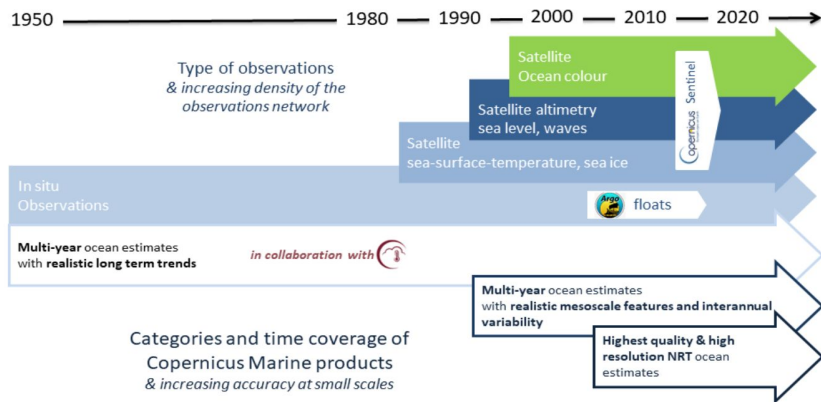 1950 1980 1990 2000 2010 2020
Type of observations
& increasing density of the
observations network
Satellite
Ocean colour
Satellite altimetry
sea level, waves
Satellite
sea-surface-temperature, sea ice
opernicus Sentinel
In situ
Observations
Argo
floats
Multi-year ocean estimates
with realistic long term trends
in collaboration with
Multi-year ocean estimates
with realistic mesoscale features and interannual
variability
Categories and time coverage of
Copernicus Marine products
& increasing accuracy at small scales
Highest quality & high
resolution NRT ocean
estimates